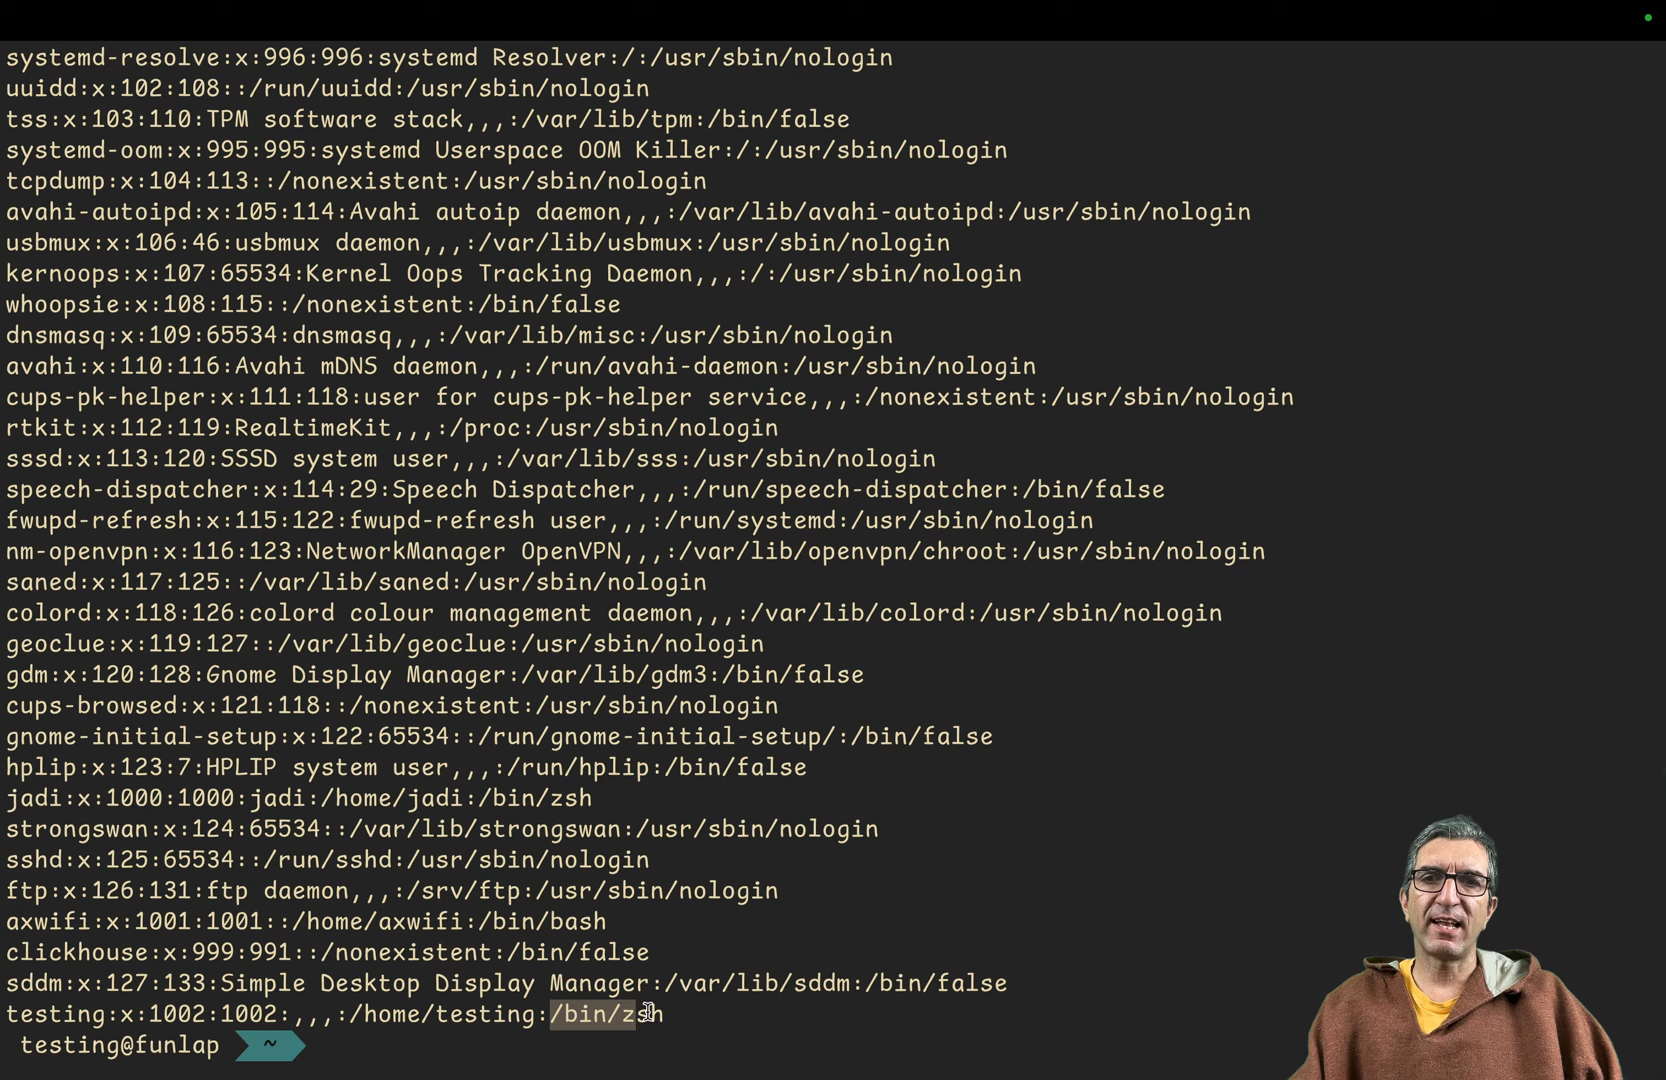 systemd-resolve:x:996:996:systemd Resolver:/:/usr/sbin/nologin
uuidd:x:102:108::/run/uuidd:/usr/sbin/nologin
tss:x:103:110:TPM software stack,,,:/var/lib/tpm:/bin/false
systemd-oom:x:995:995:systemd Userspace OOM Killer:/:/usr/sbin/nologin
tcpdump:x:104:113::/nonexistent:/usr/sbin/nologin
avahi-autoipd:x:105:114:Avahi autoip daemon,,,:/var/lib/avahi-autoipd:/usr/sbin/nologin
usbmux:x:106:46:usbmux daemon,,,:/var/lib/usbmux:/usr/sbin/nologin
kernoops:x:107:65534:Kernel Oops Tracking Daemon,,,:/:/usr/sbin/nologin
whoopsie:x:108:115::/nonexistent:/bin/false
dnsmasq:x:109:65534:dnsmasq,,,:/var/lib/misc:/usr/sbin/nologin
avahi:x:110:116:Avahi mDNS daemon,,,:/run/avahi-daemon:/usr/sbin/nologin
cups-pk-helper:x:111:118:user for cups-pk-helper service,,,:/nonexistent:/usr/sbin/nologin
rtkit:x:112:119:RealtimeKit,,,:/proc:/usr/sbin/nologin
sssd:x:113:120:SSSD system user,,,:/var/lib/sss:/usr/sbin/nologin
speech-dispatcher:x:114:29:Speech Dispatcher,,,:/run/speech-dispatcher:/bin/false
fwupd-refresh:x:115:122:fwupd-refresh user,,,:/run/systemd:/usr/sbin/nologin
nm-openvpn:x:116:123:NetworkManager OpenVPN,,,:/var/lib/openvpn/chroot:/usr/sbin/nologin
saned:x:117:125::/var/lib/saned:/usr/sbin/nologin
colord:x:118:126:colord colour management daemon,,,:/var/lib/colord:/usr/sbin/nologin
geoclue:x:119:127::/var/lib/geoclue:/usr/sbin/nologin
gdm:x:120:128:Gnome Display Manager:/var/lib/gdm3:/bin/false
cups-browsed:x:121:118::/nonexistent:/usr/sbin/nologin
gnome-initial-setup:x:122:65534::/run/gnome-initial-setup/:/bin/false
hplip:x:123:7:HPLIP system user,,,:/run/hplip:/bin/false
jadi:x:1000:1000:jadi:/home/jadi:/bin/zsh
strongswan:x:124:65534::/var/lib/strongswan:/usr/sbin/nologin
sshd:x:125:65534::/run/sshd:/usr/sbin/nologin
ftp:x:126:131:ftp daemon,,,:/srv/ftp:/usr/sbin/nologin
axwifi:x:1001:1001::/home/axwifi:/bin/bash
clickhouse:x:999:991::/nonexistent:/bin/false
sddm:x:127:133:Simple Desktop Display Manager:/var/lib/sddm:/bin/false
testing:x:1002:1002:,,,:/home/testing:/bin/zsh
testing@funlap ~